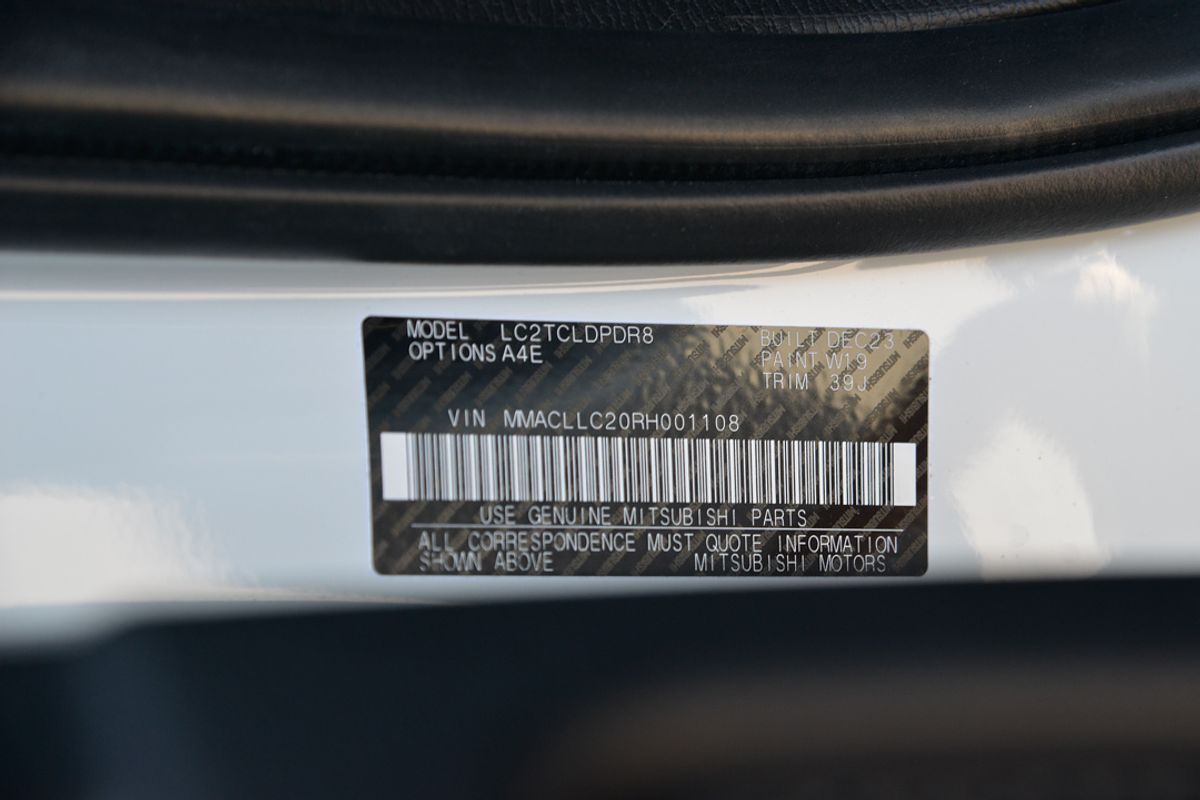 MODEL LC2TCLDPDR8 BUILT DEC23
OPTIONS A4E PAINT W19
TRIM 39J
VIN MMACLLC20RH001108
USE GENUINE MITSUBISHI PARTS
ALL CORRESPONDENCE MUST QUOTE INFORMATION
SHOWN ABOVE MITSUBISHI MOTORS